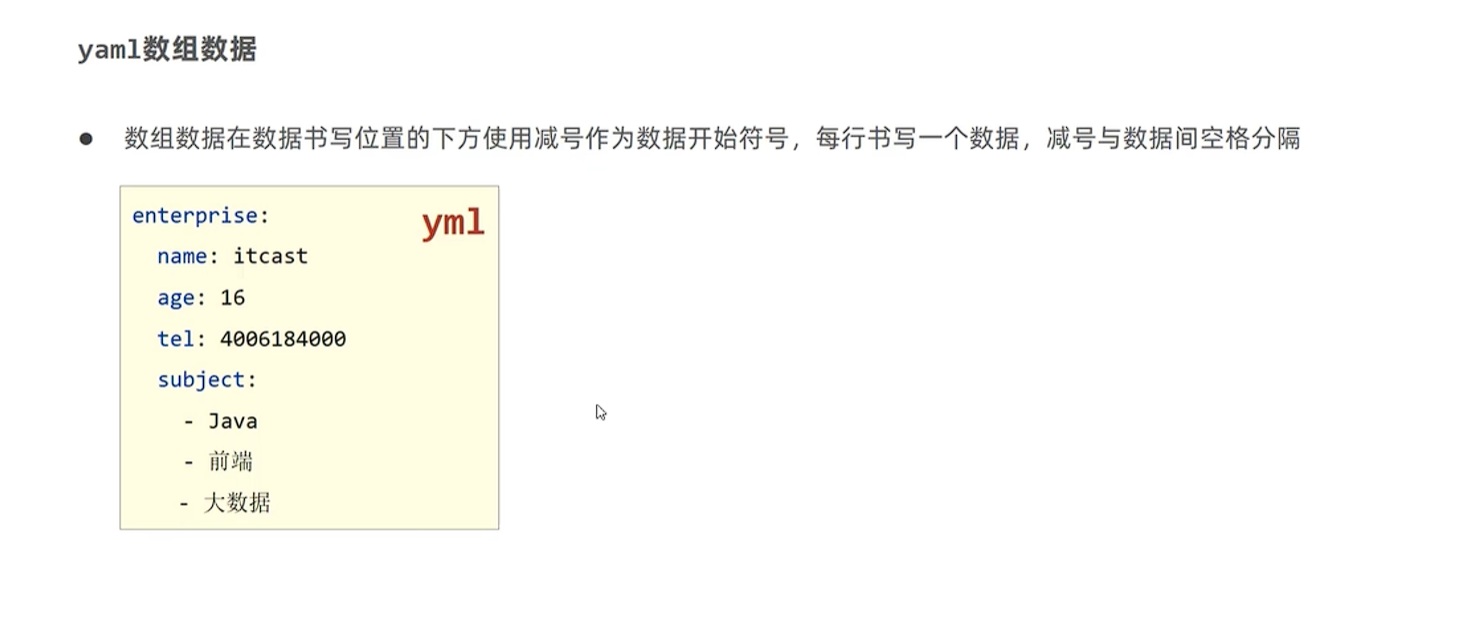 yaml数组数据
● 数组数据在数据书写位置的下方使用减号作为数据开始符号，每行书写一个数据，减号与数据间空格分隔
enterprise:
yml
name: itcast
age: 16
tel: 4006184000
subject:
- Java
- 前端
- 大数据